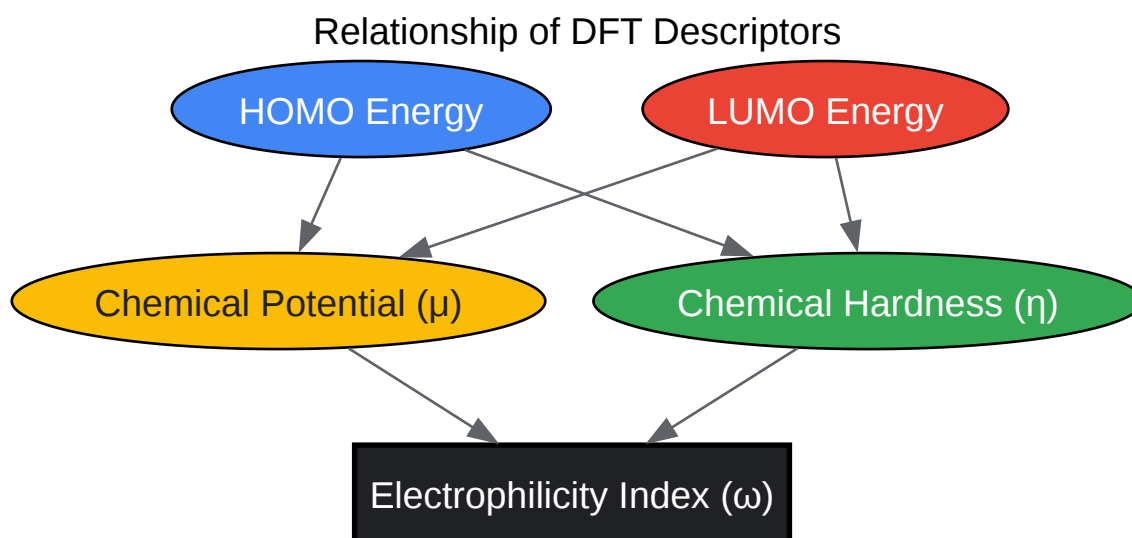 Relationship of DFT Descriptors
HOMO Energy
LUMO Energy
Chemical Potential (μ)
Chemical Hardness (η)
Electrophilicity Index (ω)